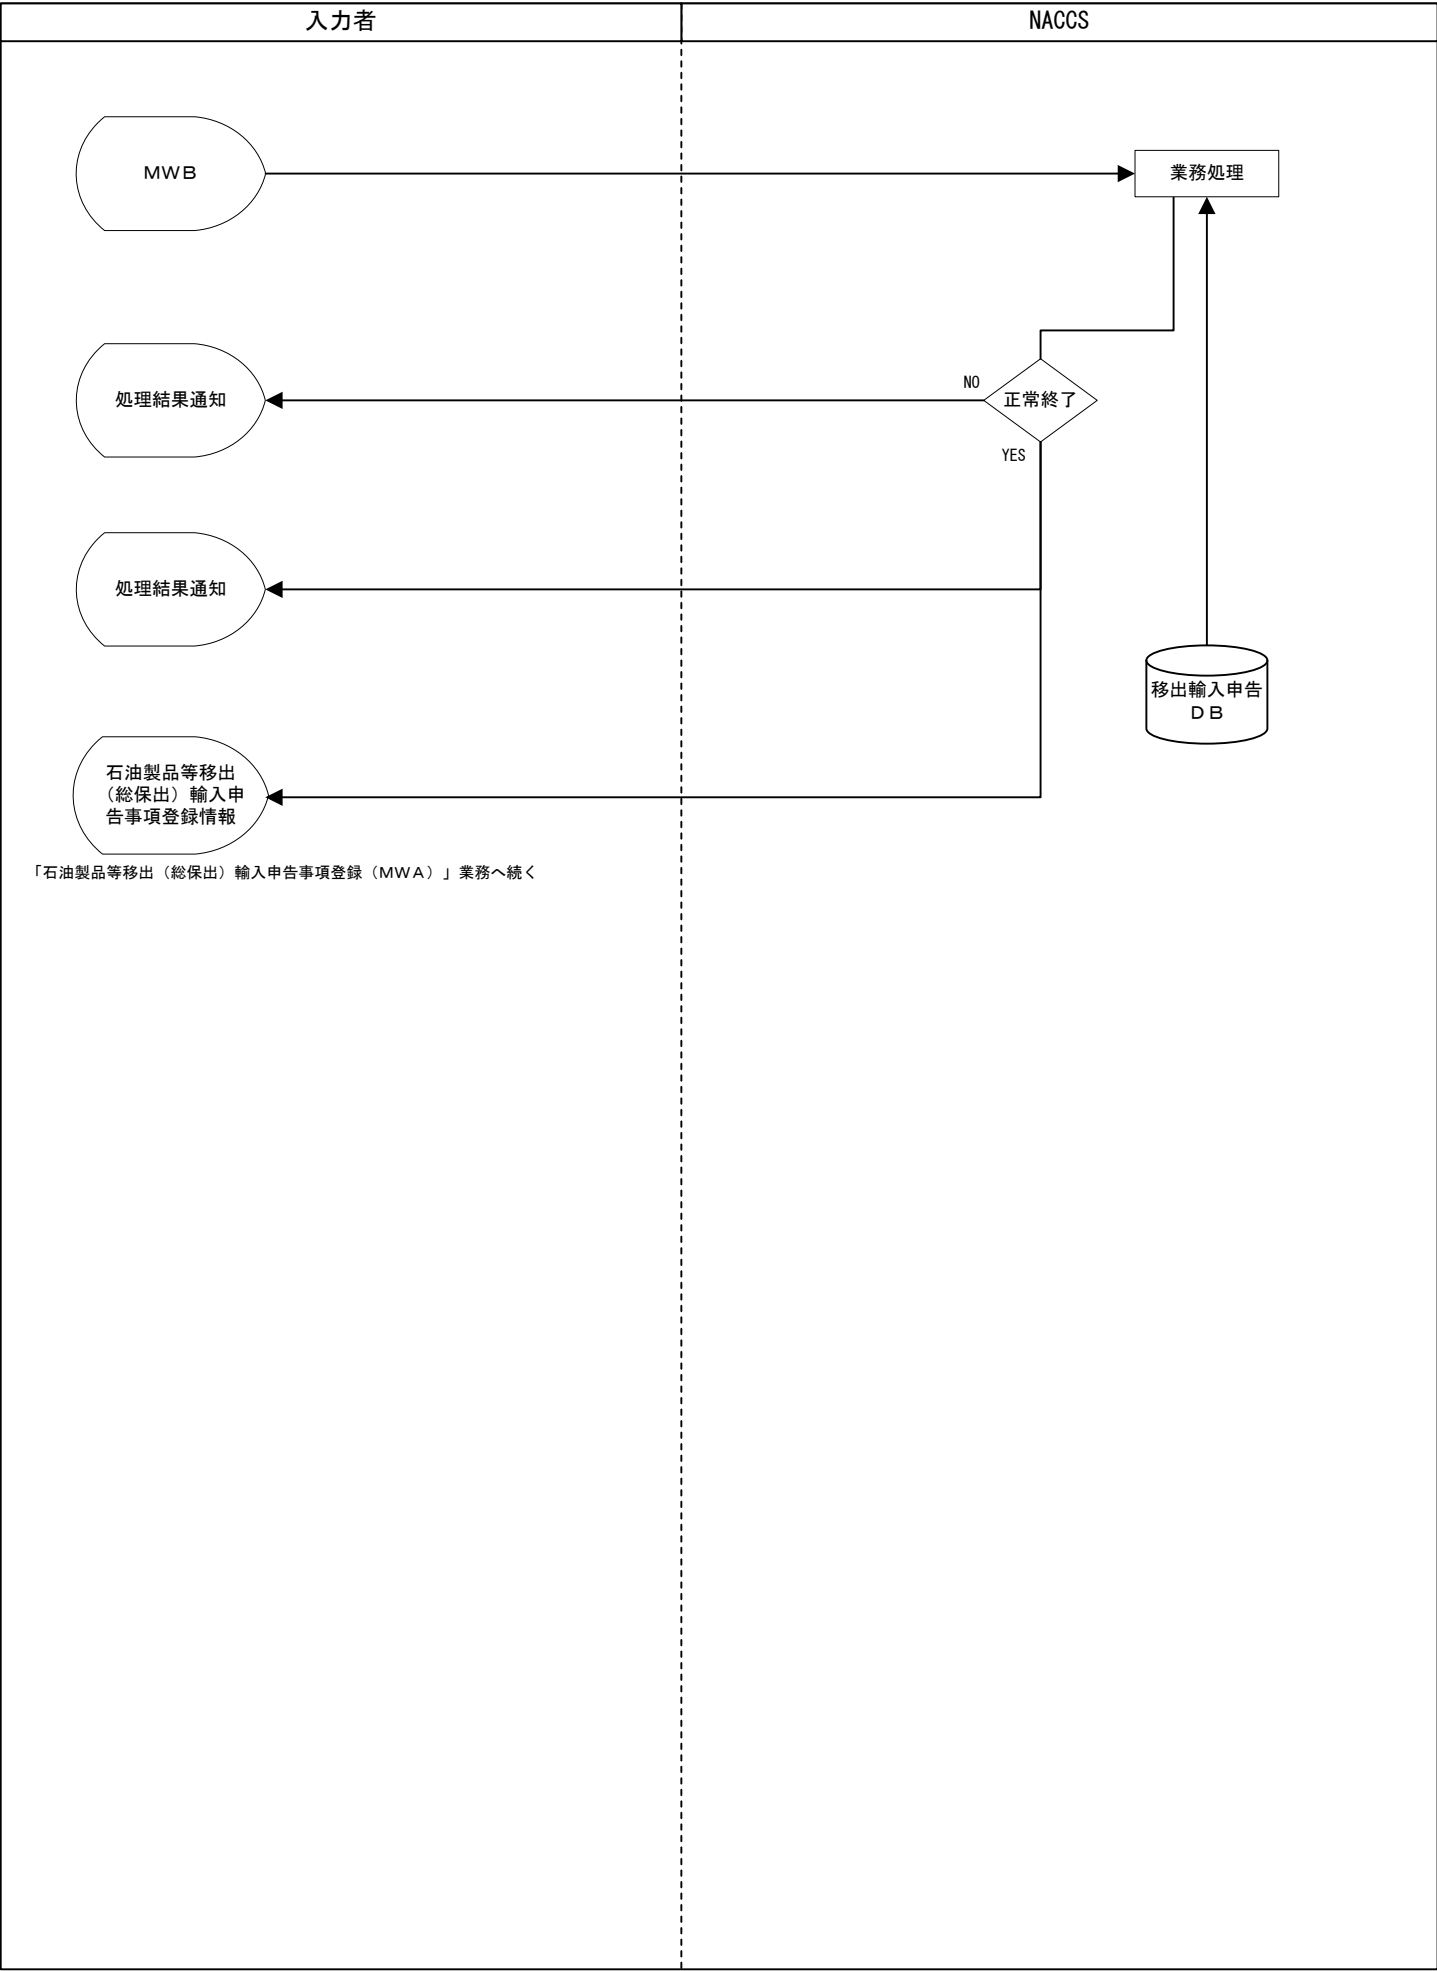 入力者
NACCS
ＭＷＢ
業務処理
処理結果通知
NO
正常終了
YES
処理結果通知
移出輸入申告
ＤＢ
石油製品等移出
（総保出）輸入申
告事項登録情報
「石油製品等移出（総保出）輸入申告事項登録（ＭＷＡ）」業務へ続く